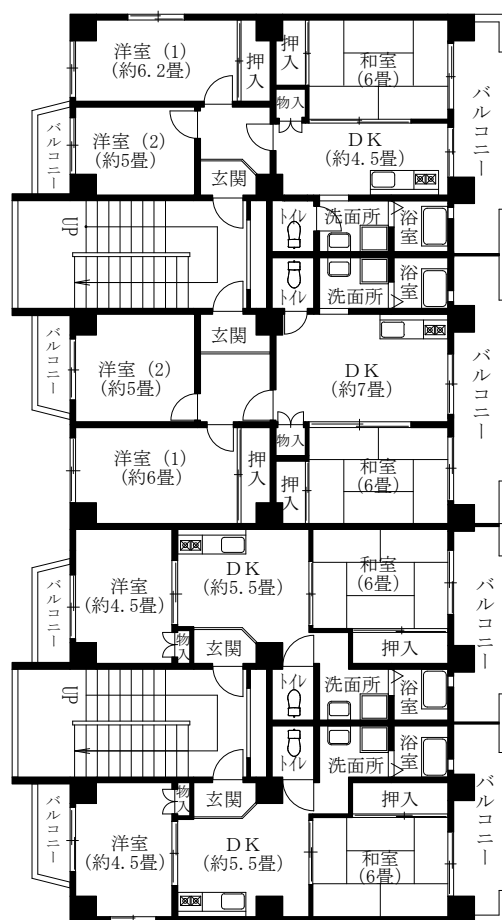 洋室 (1)
(約6.2畳)
押入
押入
和室
(6畳)
バルコニー
物入
バルコニー
洋室 (2)
(約5畳)
DK
(約4.5畳)
玄関
UP
トイレ
洗面所
浴室
トイレ
洗面所
浴室
玄関
バルコニー
洋室 (2)
(約5畳)
DK
(約7畳)
バルコニー
物入
洋室 (1)
(約6畳)
押入
押入
和室
(6畳)
DK
(約5.5畳)
和室
(6畳)
バルコニー
洋室
(約4.5畳)
バルコニー
物入
玄関
押入
UP
トイレ
洗面所
浴室
トイレ
洗面所
浴室
バルコニー
物入
玄関
押入
バルコニー
洋室
(約4.5畳)
DK
(約5.5畳)
和室
(6畳)